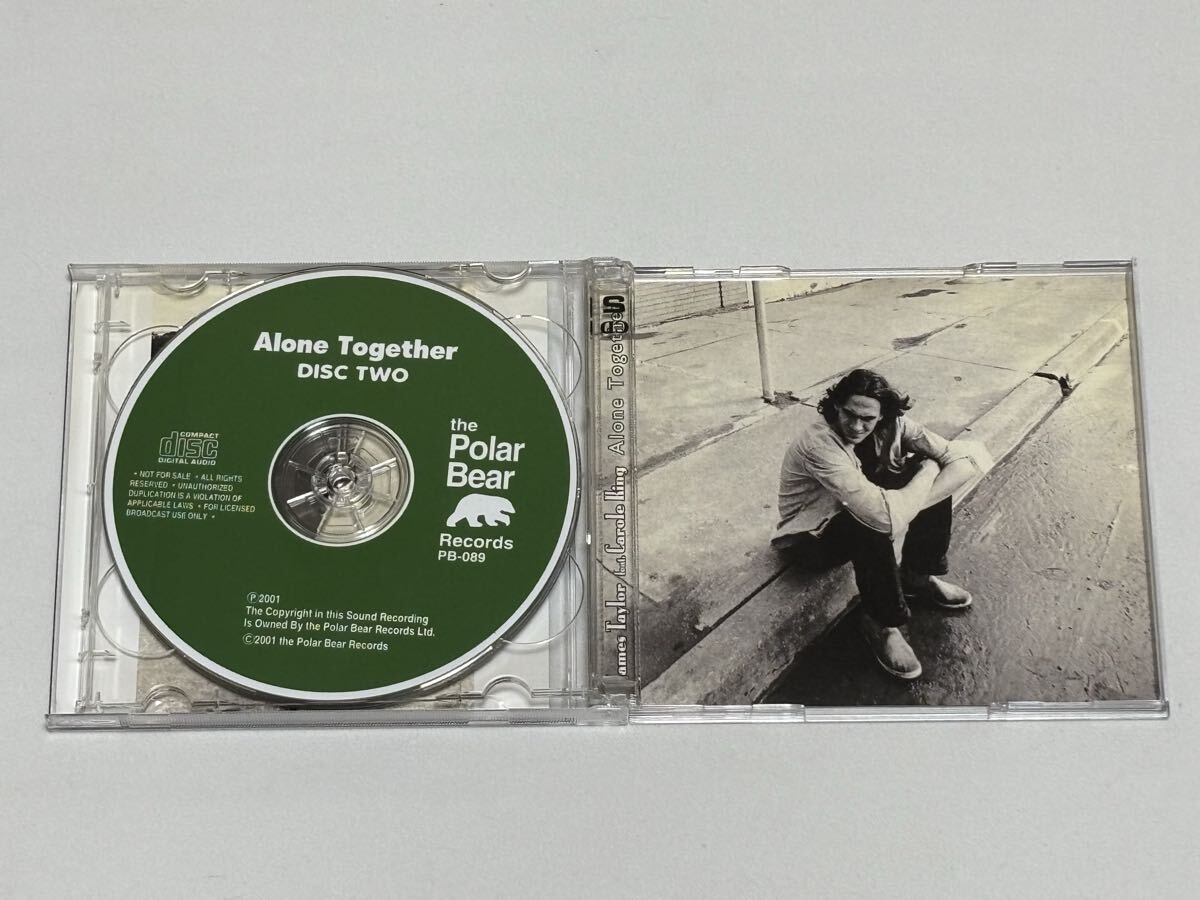 Alone Together
DISC TWO
COMPACT
disc
DIGITAL AUDIO
• NOT FOR SALE • ALL RIGHTS
RESERVED • UNAUTHORIZED
DUPLICATION IS A VIOLATION OF
APPLICABLE LAWS • FOR LICENSED
BROADCAST USE ONLY •
the
Polar
Bear
Records
PB-089
℗2001
The Copyright in this Sound Recording
Is Owned By the Polar Bear Records Ltd.
©2001 the Polar Bear Records
ames Taylor and Carole King Alone Together